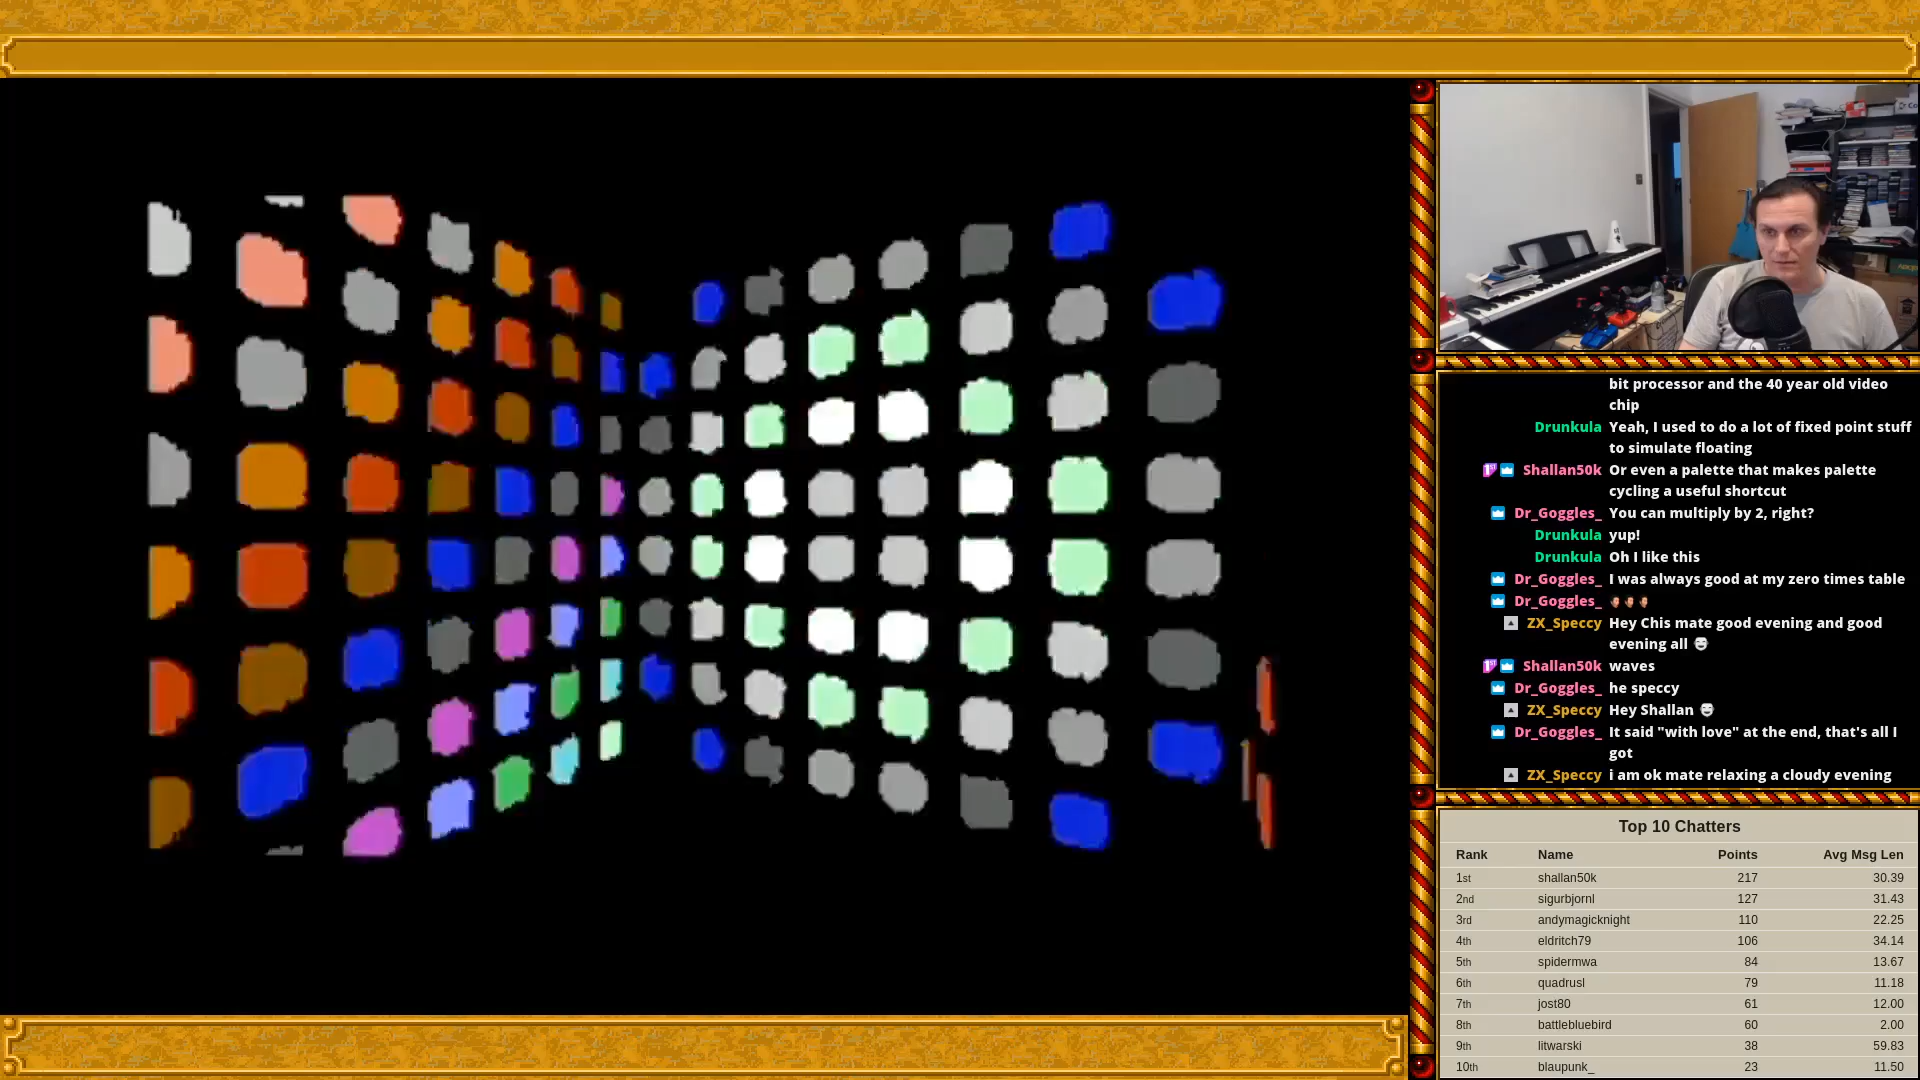 bit processor and the 40 year old video
chip
Drunkula Yeah, I used to do a lot of fixed point stuff
to simulate floating
Shallan50k Or even a palette that makes palette
cycling a useful shortcut
Dr_Goggles_ You can multiply by 2, right?
Drunkula yup!
Drunkula Oh I like this
Dr_Goggles_ I was always good at my zero times table
Dr_Goggles_
ZX_Speccy Hey Chis mate good evening and good
evening all
Shallan50k waves
Dr_Goggles_ he speccy
ZX_Speccy Hey Shallan
Dr_Goggles_ It said "with love" at the end, that's all I
got
ZX_Speccy i am ok mate relaxing a cloudy evening
Top 10 Chatters
Rank Name Points Avg Msg Len
1st shallan50k 217 30.39
2nd sigurbjornl 127 31.43
3rd andymagicknight 110 22.25
4th eldritch79 106 34.14
5th spidermwa 84 13.67
6th quadrusl 79 11.18
7th jost80 61 12.00
8th battlebluebird 60 2.00
9th litwarski 38 59.83
10th blaupunk_ 23 11.50